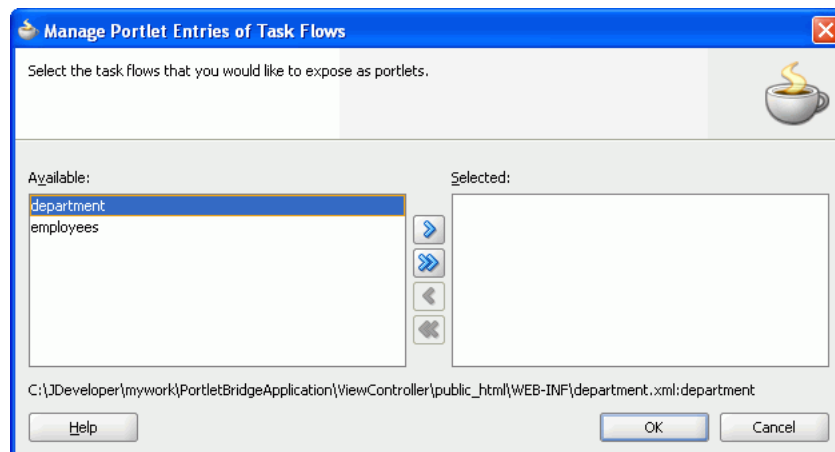 Manage Portlet Entries of Task Flows
Select the task flows that you would like to expose as portlets.
Available:
department
employees
Selected:
C:\JDeveloper\mywork\PortletBridgeApplication\ViewController\public_html\WEB-INF\department.xml:department
Help
OK
Cancel